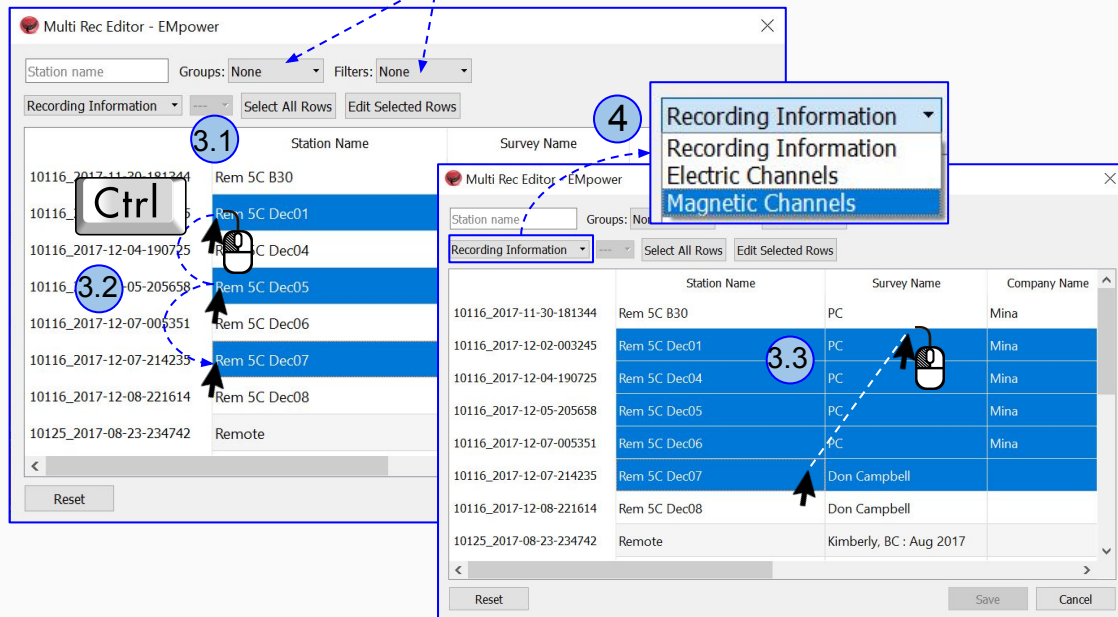 Multi Rec Editor - EMpower
Station name Groups: None Filters: None
Recording Information --- Select All Rows Edit Selected Rows
3.1
Station Name Survey Name
10116_2017-11-30-181344 Rem 5C B30
Ctrl
10116_ Rem 5C Dec01
10116_2017-12-04-190725 Rem 5C Dec04
3.2
10116_ -05-205658 Rem 5C Dec05
10116_2017-12-07-005351 Rem 5C Dec06
10116_2017-12-07-214235 Rem 5C Dec07
10116_2017-12-08-221614 Rem 5C Dec08
10125_2017-08-23-234742 Remote
Reset
4
Recording Information
Recording Information
Electric Channels
Magnetic Channels
Multi Rec Editor - EMpower
Station name Groups:
Recording Information --- Select All Rows Edit Selected Rows
Station Name Survey Name Company Name
10116_2017-11-30-181344 Rem 5C B30 PC Mina
10116_2017-12-02-003245 Rem 5C Dec01 PC Mina
3.3
10116_2017-12-04-190725 Rem 5C Dec04 PC Mina
10116_2017-12-05-205658 Rem 5C Dec05 PC Mina
10116_2017-12-07-005351 Rem 5C Dec06 PC Mina
10116_2017-12-07-214235 Rem 5C Dec07 Don Campbell
10116_2017-12-08-221614 Rem 5C Dec08 Don Campbell
10125_2017-08-23-234742 Remote Kimberly, BC : Aug 2017
Reset Save Cancel